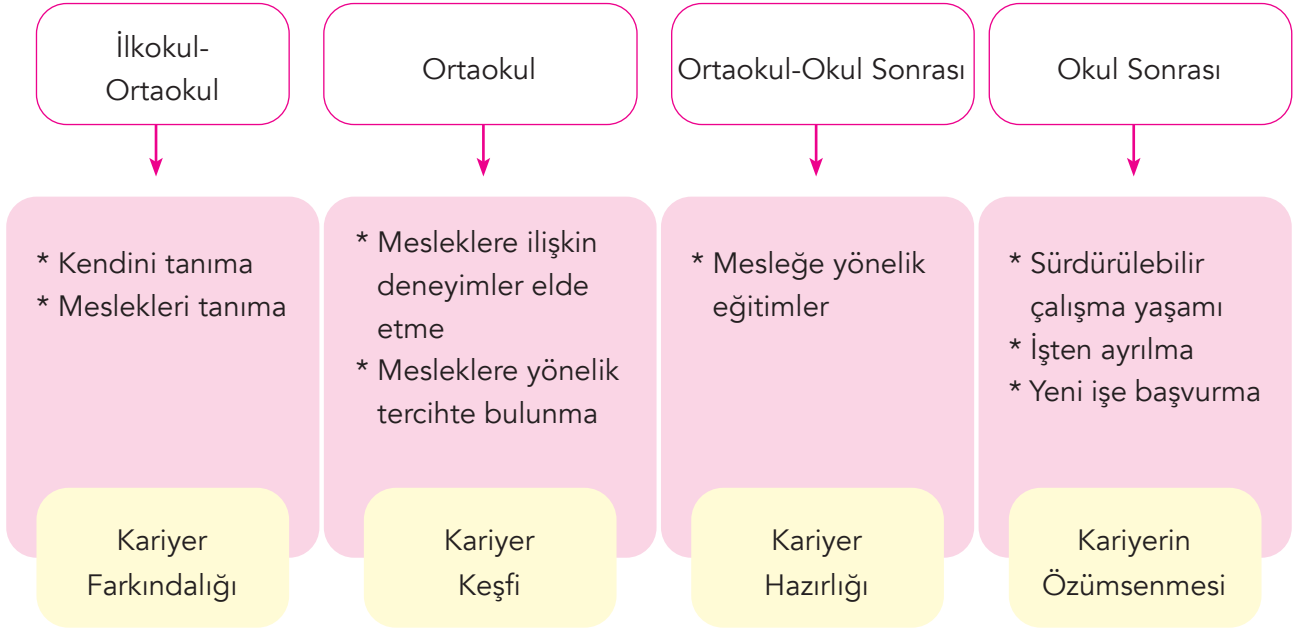 İlkokul-
Ortaokul
Ortaokul
Ortaokul-Okul Sonrası
Okul Sonrası
* Kendini tanıma
* Meslekleri tanıma
* Mesleklere ilişkin
deneyimler elde
etme
* Mesleklere yönelik
tercihte bulunma
* Mesleğe yönelik
eğitimler
* Sürdürülebilir
çalışma yaşamı
* İşten ayrılma
* Yeni işe başvurma
Kariyer
Farkındalığı
Kariyer
Keşfi
Kariyer
Hazırlığı
Kariyerin
Özümsenmesi